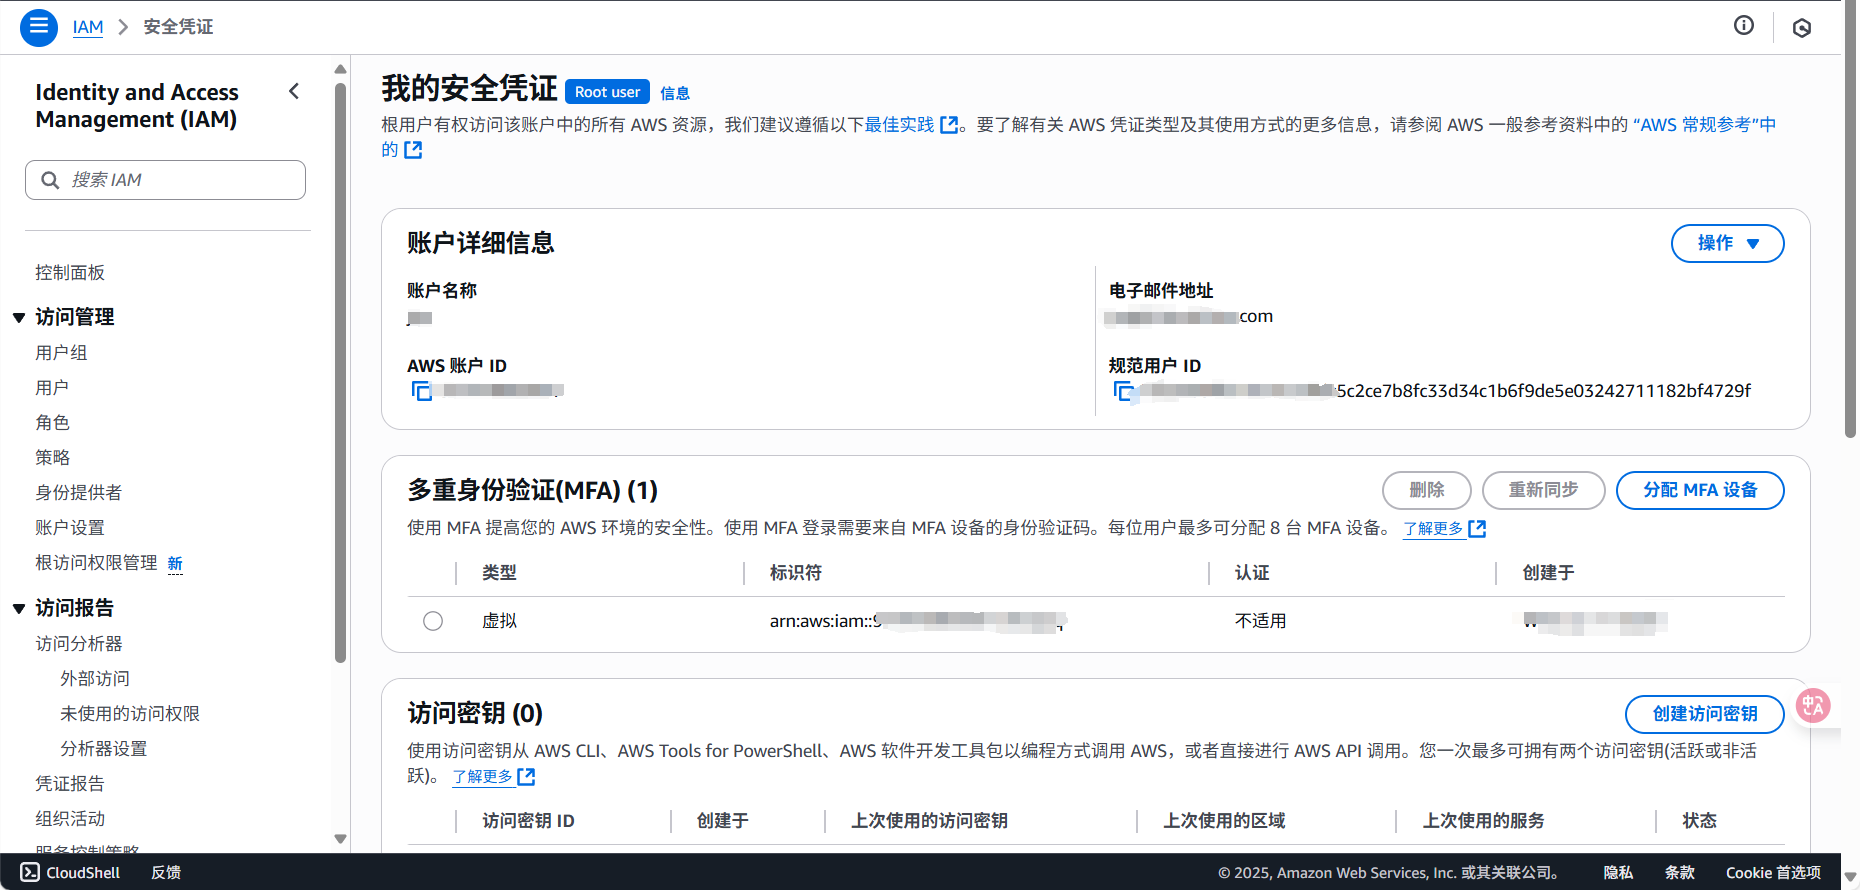 IAM > 安全凭证
Identity and Access
Management (IAM)
搜索 IAM
控制面板
访问管理
用户组
用户
角色
策略
身份提供者
账户设置
根访问权限管理 新
访问报告
访问分析器
外部访问
未使用的访问权限
分析器设置
凭证报告
组织活动
服务控制策略
我的安全凭证 Root user 信息
根用户有权访问该账户中的所有 AWS 资源，我们建议遵循以下最佳实践。要了解有关 AWS 凭证类型及其使用方式的更多信息，请参阅 AWS 一般参考资料中的 “AWS 常规参考”中
的
账户详细信息
操作
账户名称
电子邮件地址
com
AWS 账户 ID
规范用户 ID
5c2ce7b8fc33d34c1b6f9de5e03242711182bf4729f
多重身份验证(MFA) (1)
删除 重新同步 分配 MFA 设备
使用 MFA 提高您的 AWS 环境的安全性。使用 MFA 登录需要来自 MFA 设备的身份验证码。每位用户最多可分配 8 台 MFA 设备。 了解更多
类型 标识符 认证 创建于
虚拟 arn:aws:iam::9 不适用
访问密钥 (0)
创建访问密钥
使用访问密钥从 AWS CLI、AWS Tools for PowerShell、AWS 软件开发工具包以编程方式调用 AWS，或者直接进行 AWS API 调用。您一次最多可拥有两个访问密钥(活跃或非活
跃)。 了解更多
访问密钥 ID 创建于 上次使用的访问密钥 上次使用的区域 上次使用的服务 状态
CloudShell 反馈
© 2025, Amazon Web Services, Inc. 或其关联公司。 隐私 条款 Cookie 首选项